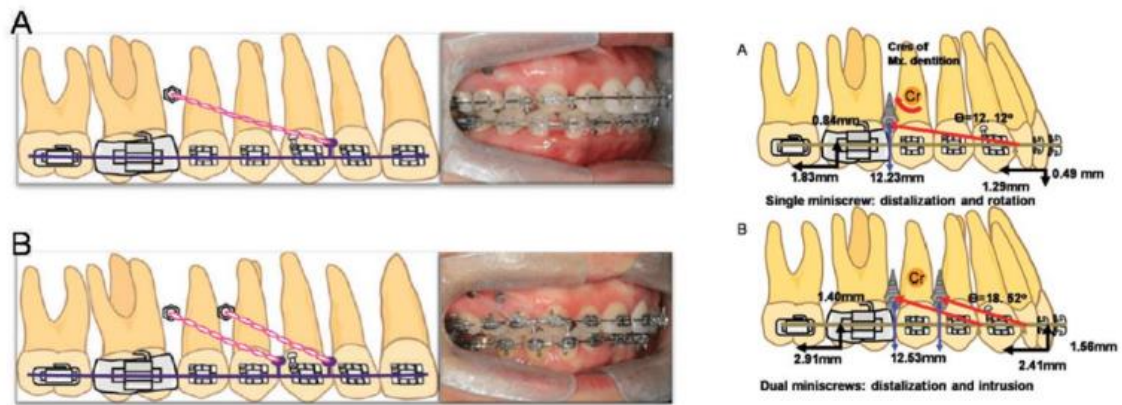 A
B
A
Cres of
Mx. dentition
Cr
0.84mm
Θ=12. 12º
1.83mm
12.23mm
1.29mm
0.49 mm
Single miniscrew: distalization and rotation
B
Cr
1.40mm
Θ=18. 52º
2.91mm
12.53mm
1.56mm
2.41mm
Dual miniscrews: distalization and intrusion